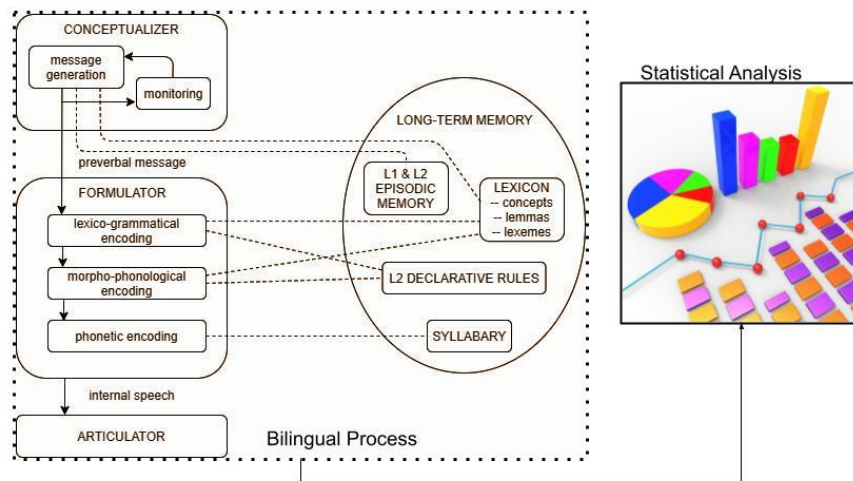 CONCEPTUALIZER
message
generation
monitoring
preverbal message
FORMULATOR
lexico-grammatical
encoding
morpho-phonological
encoding
phonetic encoding
internal speech
ARTICULATOR
LONG-TERM MEMORY
L1 & L2
EPISODIC
MEMORY
LEXICON
-- concepts
-- lemmas
-- lexemes
L2 DECLARATIVE RULES
SYLLABARY
Bilingual Process
Statistical Analysis